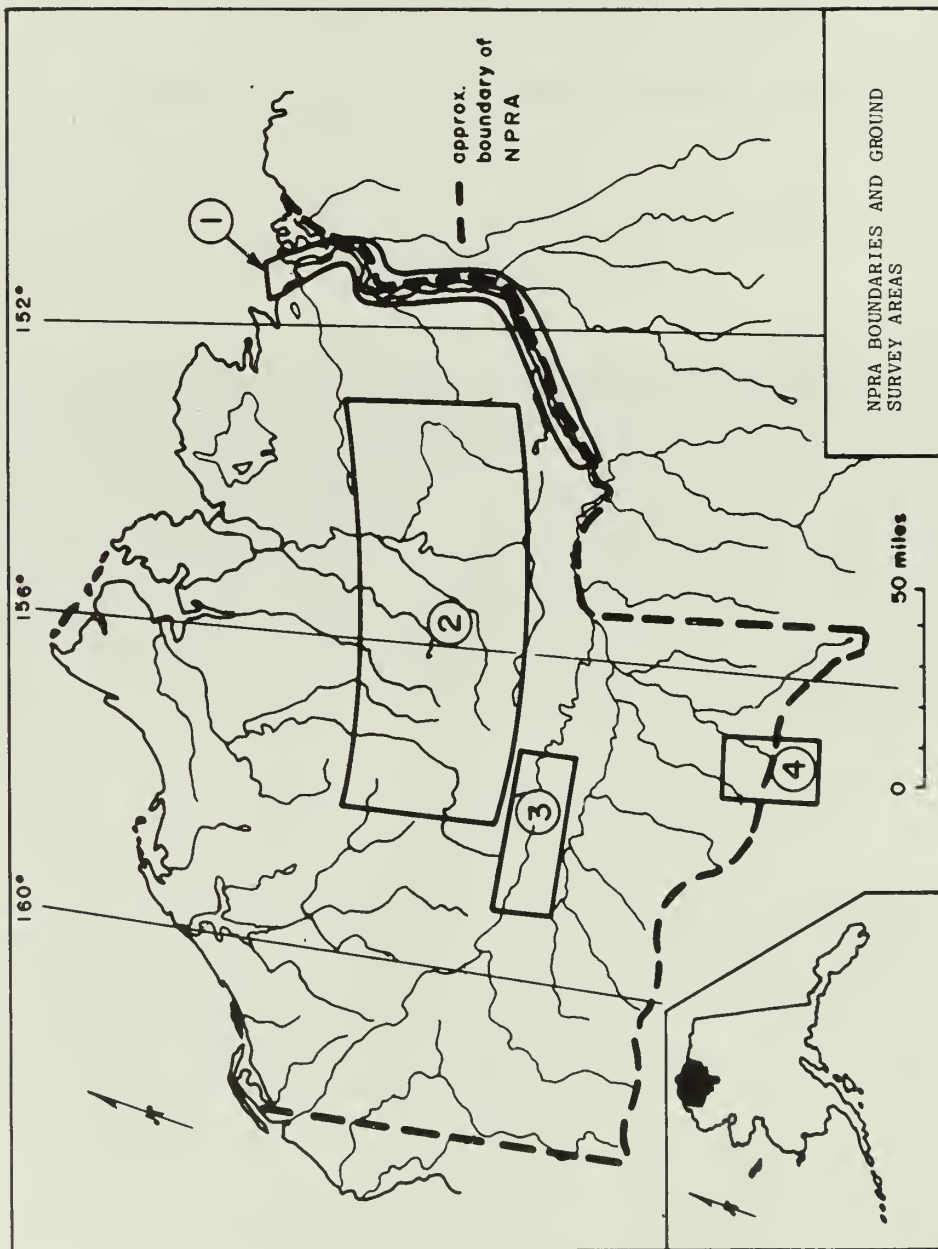 160°
156°
152°
1
approx.
boundary of
NPRA
2
3
4
0
50 miles
NPRA BOUNDARIES AND GROUND
SURVEY AREAS